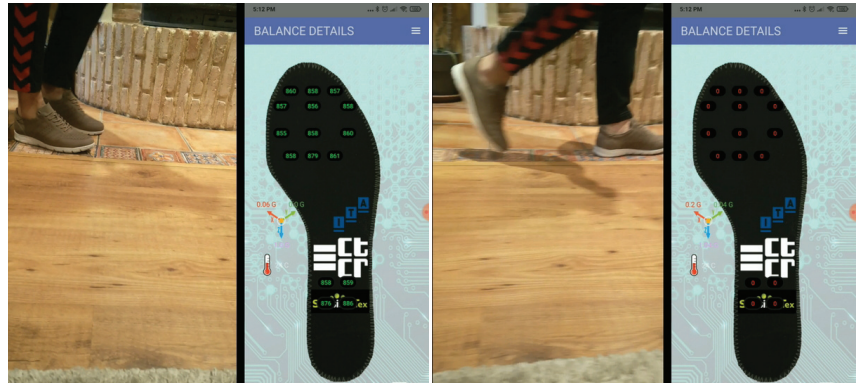 5:12 PM
BALANCE DETAILS
860 858 857
857 856 858
855 858 860
858 879 861
0.06 G
0.0 G
I T A
858 859
876 886
5:12 PM
BALANCE DETAILS
0 0 0
0 0 0
0 0 0
0 0 0
0.2 G
0.04 G
I T A
0 0
0 0